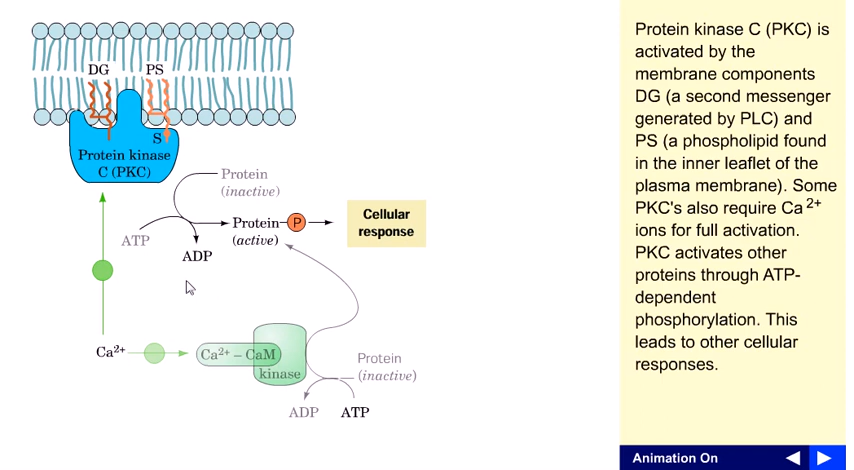 DG PS
S
Protein kinase
C (PKC)
Protein
(inactive)
ATP
Protein P
(active)
ADP
Cellular
response
Ca2+
Ca2+ – CaM
kinase
Protein
(inactive)
ADP ATP
Protein kinase C (PKC) is
activated by the
membrane components
DG (a second messenger
generated by PLC) and
PS (a phospholipid found
in the inner leaflet of the
plasma membrane). Some
PKC's also require Ca2+
ions for full activation.
PKC activates other
proteins through ATP-
dependent
phosphorylation. This
leads to other cellular
responses.
Animation On